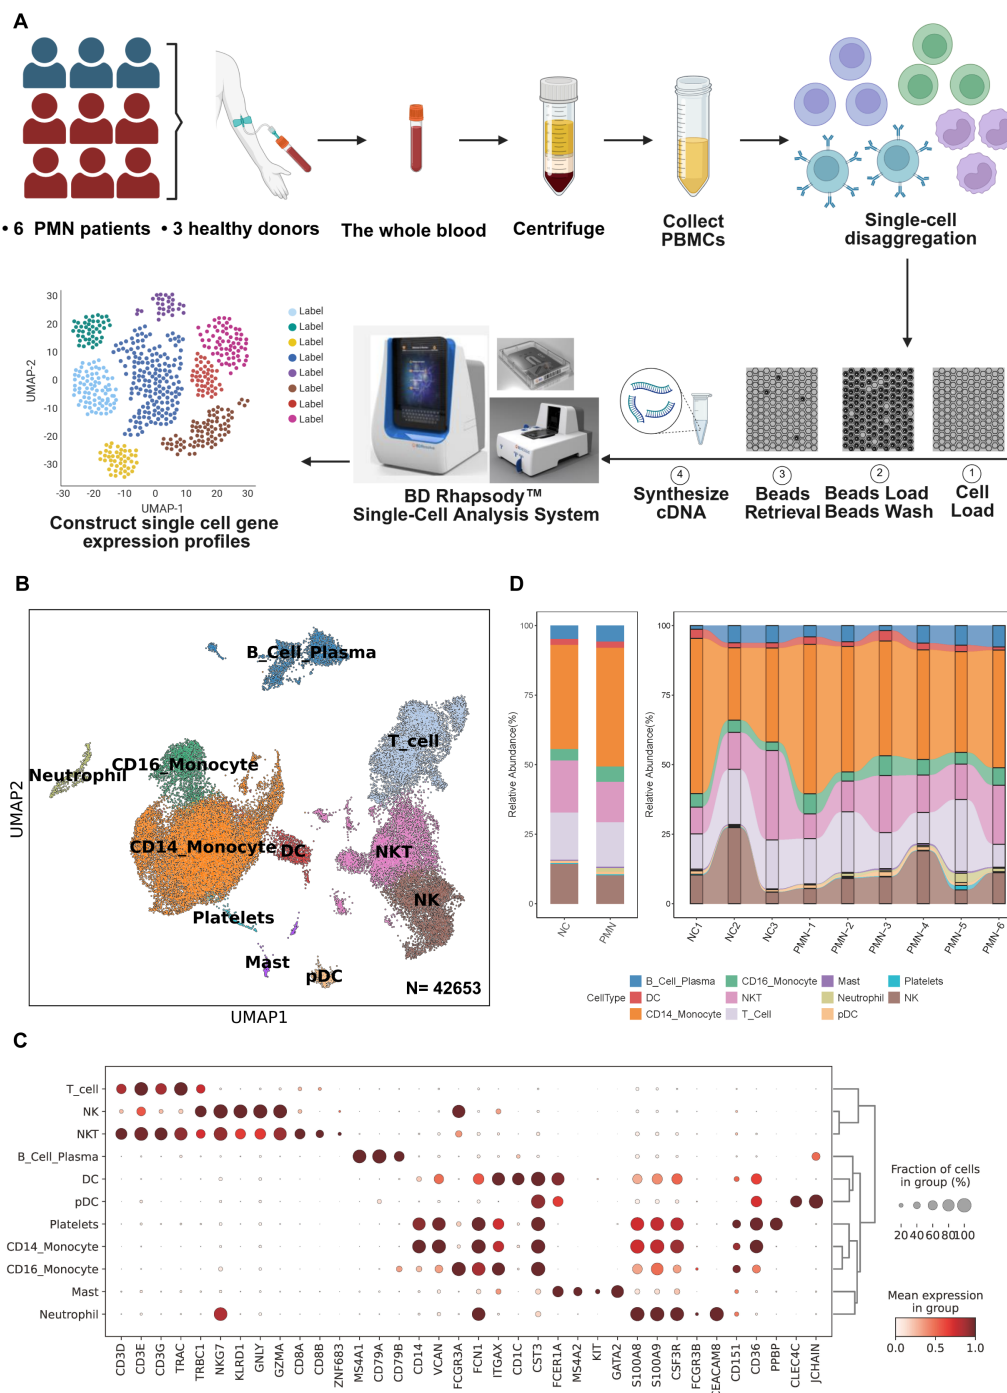 A
• 6 PMN patients • 3 healthy donors
The whole blood
Centrifuge
Collect
PBMCs
Single-cell
disaggregation
30
20
10
0
-10
-20
-30
-30 -20 -10 0 10 20 30
UMAP-2
UMAP-1
Label
Label
Label
Label
Label
Label
Label
Label
Construct single cell gene
expression profiles
BD Rhapsody™
Single-Cell Analysis System
4
Synthesize
cDNA
3
Beads
Retrieval
2
Beads Load
Beads Wash
1
Cell
Load
B
B_Cell_Plasma
T_cell
CD16_Monocyte
Neutrophil
CD14_Monocyte
DC
NKT
NK
Platelets
Mast
pDC
N= 42653
UMAP2
UMAP1
D
Relative Abundance(%)
100
75
50
25
0
NC
PMN
Relative Abundance(%)
100
75
50
25
0
NC1
NC2
NC3
PMN-1
PMN-2
PMN-3
PMN-4
PMN-5
PMN-6
CellType
B_Cell_Plasma
DC
CD14_Monocyte
CD16_Monocyte
NKT
T_Cell
Mast
Neutrophil
pDC
Platelets
NK
C
T_cell
NK
NKT
B_Cell_Plasma
DC
pDC
Platelets
CD14_Monocyte
CD16_Monocyte
Mast
Neutrophil
CD3D
CD3E
CD3G
TRAC
TRBC1
NKG7
KLRD1
GNLY
GZMA
CD8A
CD8B
ZNF683
MS4A1
CD79A
CD79B
CD14
VCAN
FCGR3A
FCN1
ITGAX
CD1C
CST3
FCER1A
MS4A2
KIT
GATA2
S100A8
S100A9
CSF3R
FCGR3B
CEACAM8
CD151
CD36
PPBP
CLEC4C
JCHAIN
Fraction of cells
in group (%)
20 40 60 80 100
Mean expression
in group
0.0 0.5 1.0